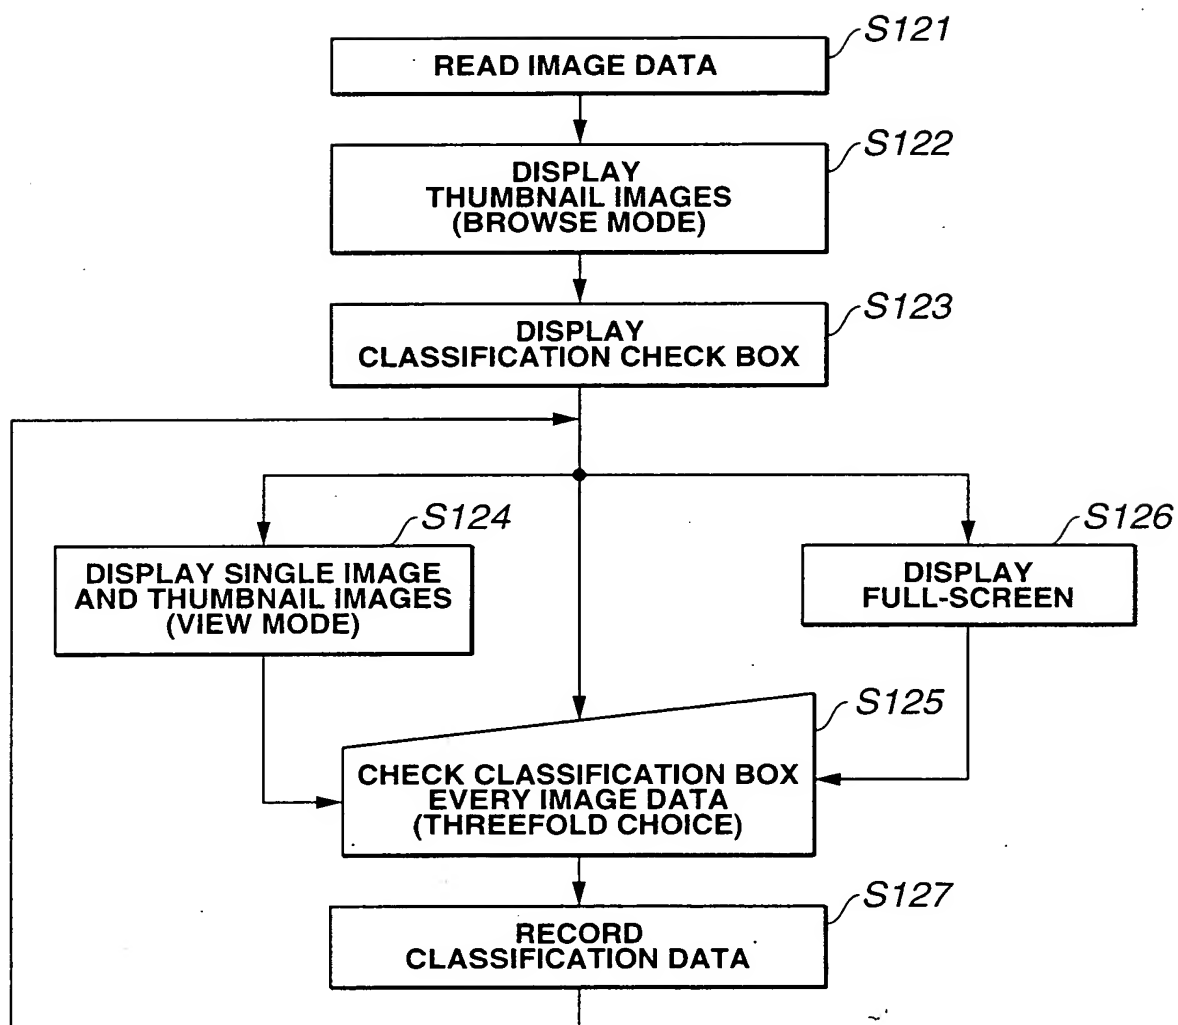 S121
READ IMAGE DATA
S122
DISPLAY
THUMBNAIL IMAGES
(BROWSE MODE)
S123
DISPLAY
CLASSIFICATION CHECK BOX
S124
DISPLAY SINGLE IMAGE
AND THUMBNAIL IMAGES
(VIEW MODE)
S126
DISPLAY
FULL-SCREEN
S125
CHECK CLASSIFICATION BOX
EVERY IMAGE DATA
(THREEFOLD CHOICE)
S127
RECORD
CLASSIFICATION DATA